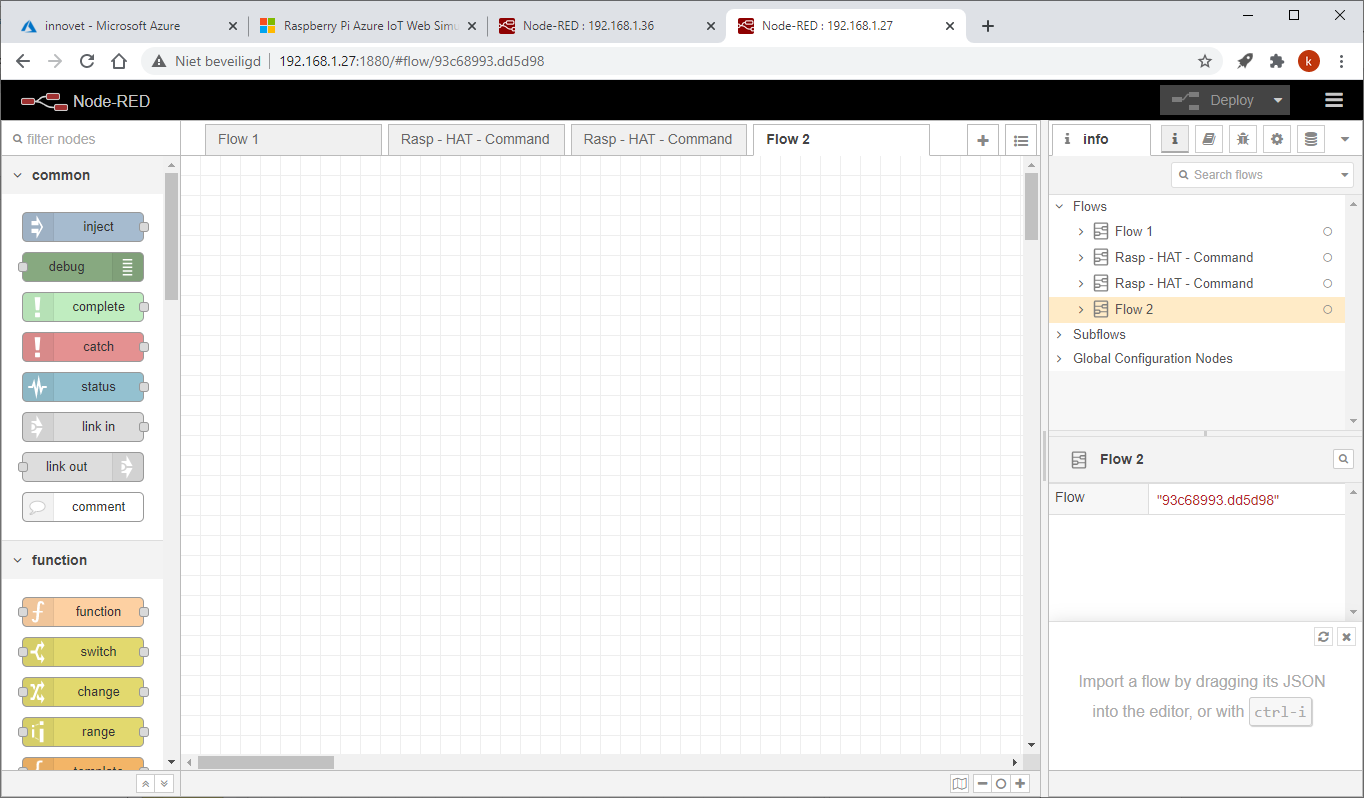 innovet - Microsoft Azure
Raspberry Pi Azure IoT Web Simu
Node-RED : 192.168.1.36
Node-RED : 192.168.1.27
Niet beveiligd
192.168.1.27:1880/#flow/93c68993.dd5d98
k
Node-RED
Deploy
filter nodes
Flow 1
Rasp - HAT - Command
Rasp - HAT - Command
Flow 2
i
info
i
Search flows
common
inject
debug
complete
catch
status
link in
link out
comment
function
function
switch
change
range
template
Flows
Flow 1
Rasp - HAT - Command
Rasp - HAT - Command
Flow 2
Subflows
Global Configuration Nodes
Flow 2
Flow "93c68993.dd5d98"
Import a flow by dragging its JSON
into the editor, or with ctrl-i